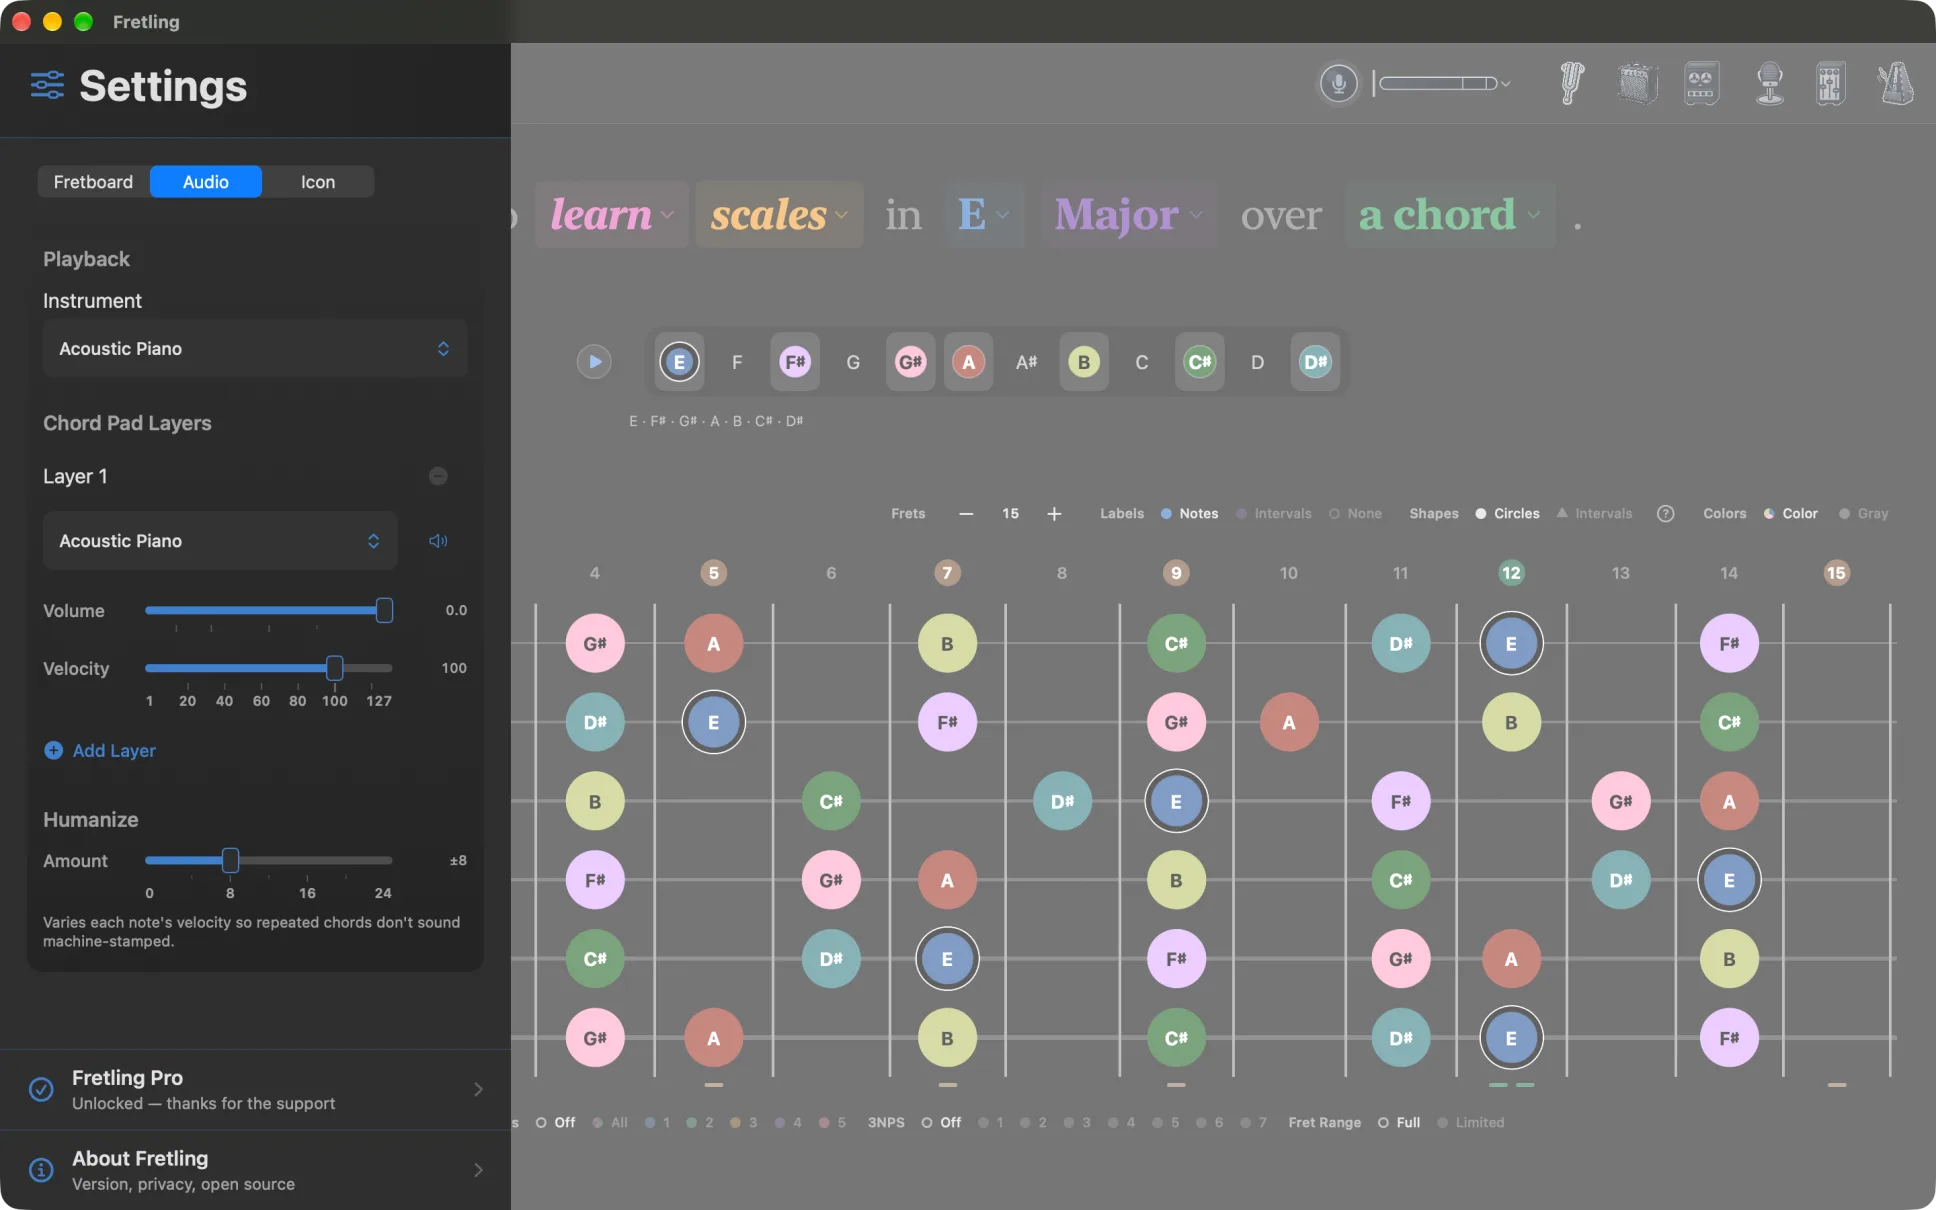 Fretling
Settings
Fretboard Audio Icon
Playback
Instrument
Acoustic Piano
Chord Pad Layers
Layer 1
Acoustic Piano
Volume 0.0
Velocity 100
1 20 40 60 80 100 127
Add Layer
Humanize
Amount ±8
0 8 16 24
Varies each note's velocity so repeated chords don't sound
machine-stamped.
Fretling Pro
Unlocked — thanks for the support
About Fretling
Version, privacy, open source
learn scales in E Major over a chord .
E F F# G G# A A# B C C# D D#
E · F# · G# · A · B · C# · D#
Frets — 15 + Labels Notes Intervals None Shapes Circles Intervals ? Colors Color Gray
4 5 6 7 8 9 10 11 12 13 14 15
G# A B C# D# E F#
D# E F# G# A B C#
B C# D# E F# G# A
F# G# A B C# D# E
C# D# E F# G# A B
G# A B C# D# E F#
s Off All 1 2 3 4 5 3NPS Off 1 2 3 4 5 6 7 Fret Range Full Limited